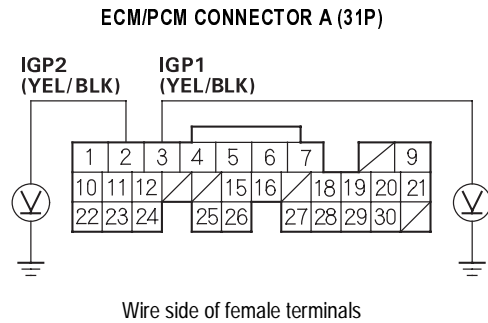 ECM/PCM CONNECTOR A (31P)
IGP2 IGP1
(YEL/BLK) (YEL/BLK)
1 2 3 4 5 6 7 9
10 11 12 15 16 18 19 20 21
V V
22 23 24 25 26 27 28 29 30
Wire side of female terminals